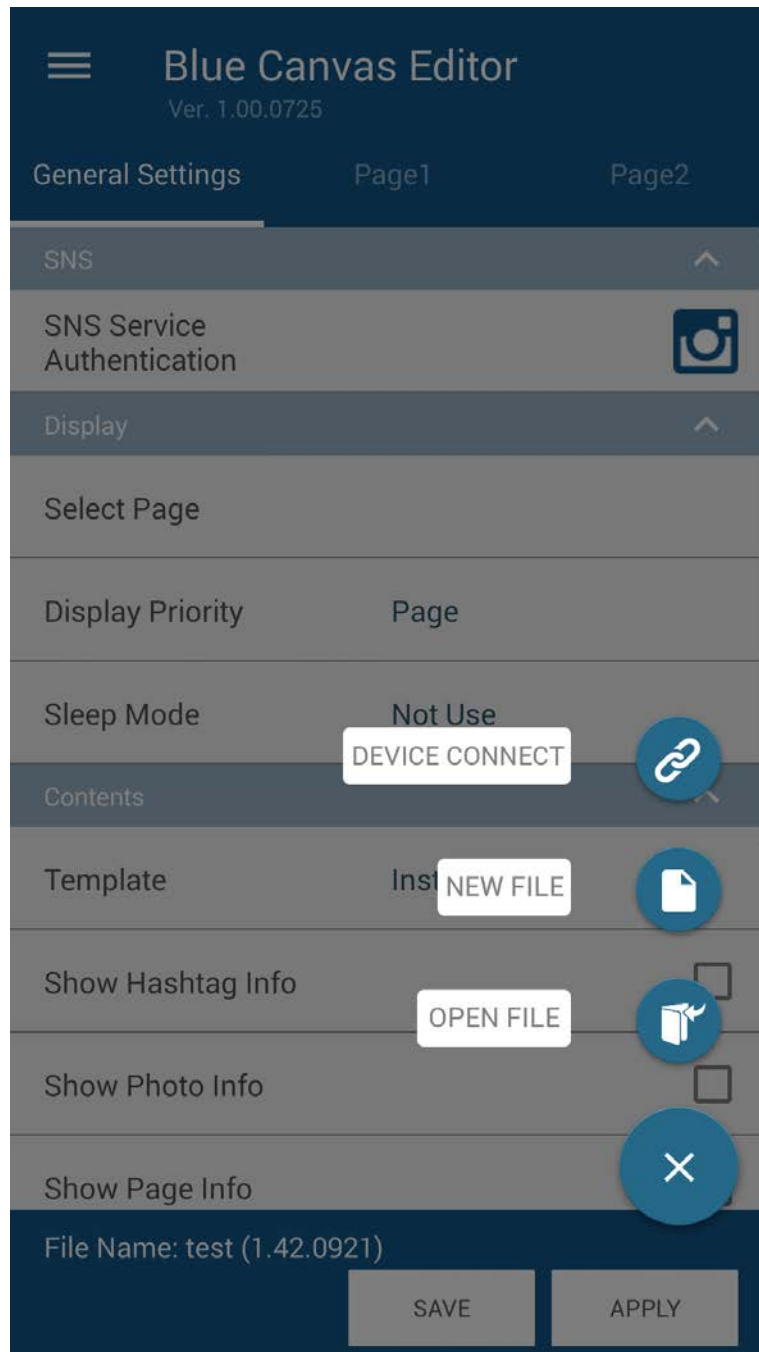 Blue Canvas Editor
Ver. 1.00.0725
General Settings Page1 Page2
SNS
SNS Service
Authentication
Display
Select Page
Display Priority Page
Sleep Mode Not Use
DEVICE CONNECT
Contents
Template Inst
NEW FILE
Show Hashtag Info
OPEN FILE
Show Photo Info
Show Page Info
File Name: test (1.42.0921)
SAVE APPLY